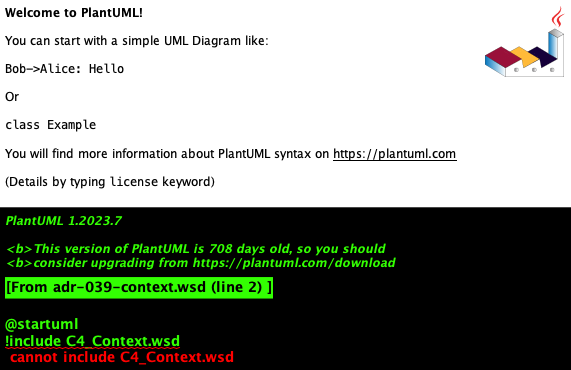 Welcome to PlantUML!
You can start with a simple UML Diagram like:
Bob->Alice: Hello
Or
class Example
You will find more information about PlantUML syntax on https://plantuml.com
(Details by typing license keyword)
PlantUML 1.2023.7
<b>This version of PlantUML is 708 days old, so you should
<b>consider upgrading from https://plantuml.com/download
[From adr-039-context.wsd (line 2) ]
@startuml
!include C4_Context.wsd
cannot include C4_Context.wsd